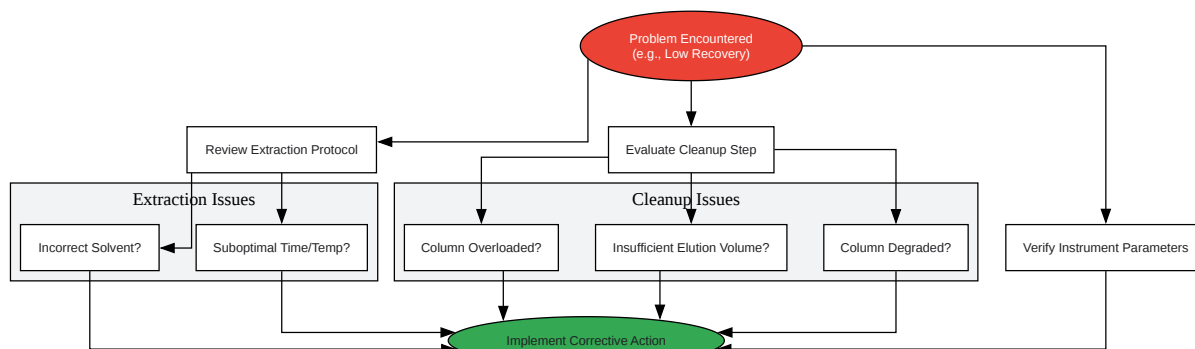 Problem Encountered
(e.g., Low Recovery)
Review Extraction Protocol
Evaluate Cleanup Step
Extraction Issues
Cleanup Issues
Incorrect Solvent?
Suboptimal Time/Temp?
Column Overloaded?
Insufficient Elution Volume?
Column Degraded?
Verify Instrument Parameters
Implement Corrective Action